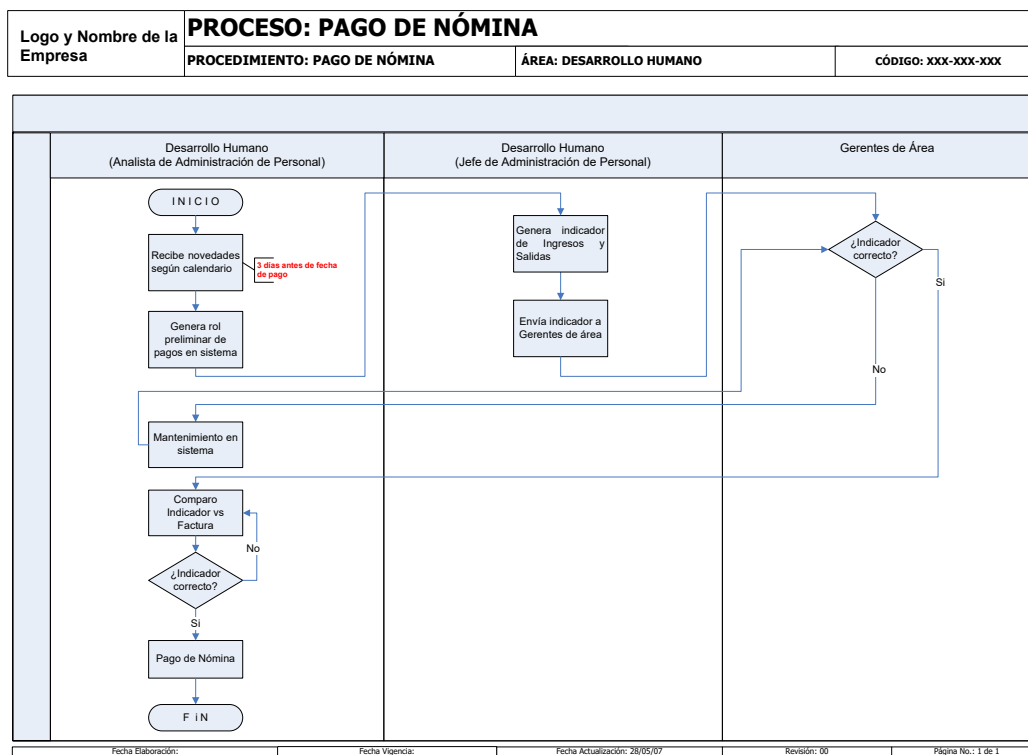 Logo y Nombre de la
Empresa
PROCESO: PAGO DE NÓMINA
PROCEDIMIENTO: PAGO DE NÓMINA
ÁREA: DESARROLLO HUMANO
CÓDIGO: XXX-XXX-XXX
Desarrollo Humano
(Analista de Administración de Personal)
Desarrollo Humano
(Jefe de Administración de Personal)
Gerentes de Área
I N I C I O
Recibe novedades
según calendario
3 días antes de fecha
de pago
Genera rol
preliminar de
pagos en sistema
Genera indicador
de Ingresos y
Salidas
Envía indicador a
Gerentes de área
¿Indicador
correcto?
Si
No
Mantenimiento en
sistema
Comparo
Indicador vs
Factura
No
¿Indicador
correcto?
Si
Pago de Nómina
F i N
Fecha Elaboración:
Fecha Vigencia:
Fecha Actualización: 28/05/07
Revisión: 00
Página No.: 1 de 1